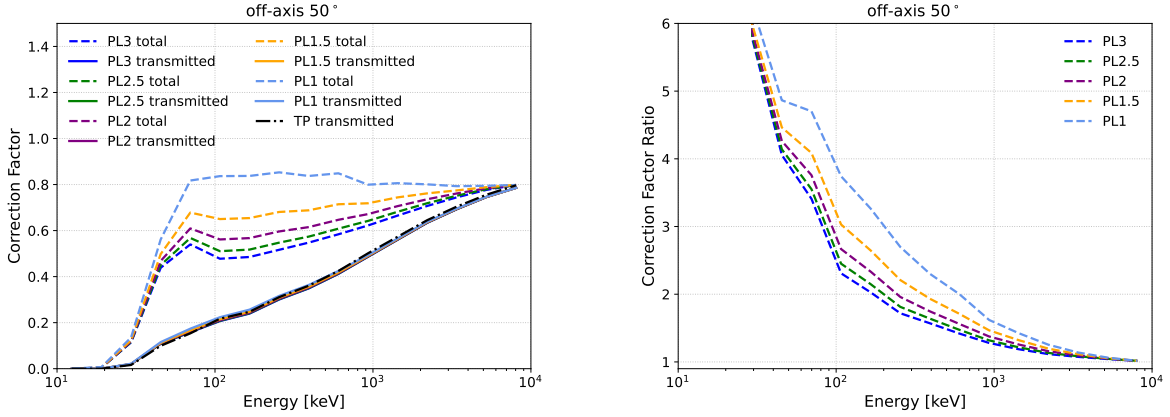 off-axis 50°
Correction Factor
1.4
1.2
1.0
0.8
0.6
0.4
0.2
0.0
PL3 total
PL3 transmitted
PL2.5 total
PL2.5 transmitted
PL2 total
PL2 transmitted
PL1.5 total
PL1.5 transmitted
PL1 total
PL1 transmitted
TP transmitted
10¹ 10² 10³ 10⁴
Energy [keV]
off-axis 50°
Correction Factor Ratio
6
5
4
3
2
1
PL3
PL2.5
PL2
PL1.5
PL1
10¹ 10² 10³ 10⁴
Energy [keV]